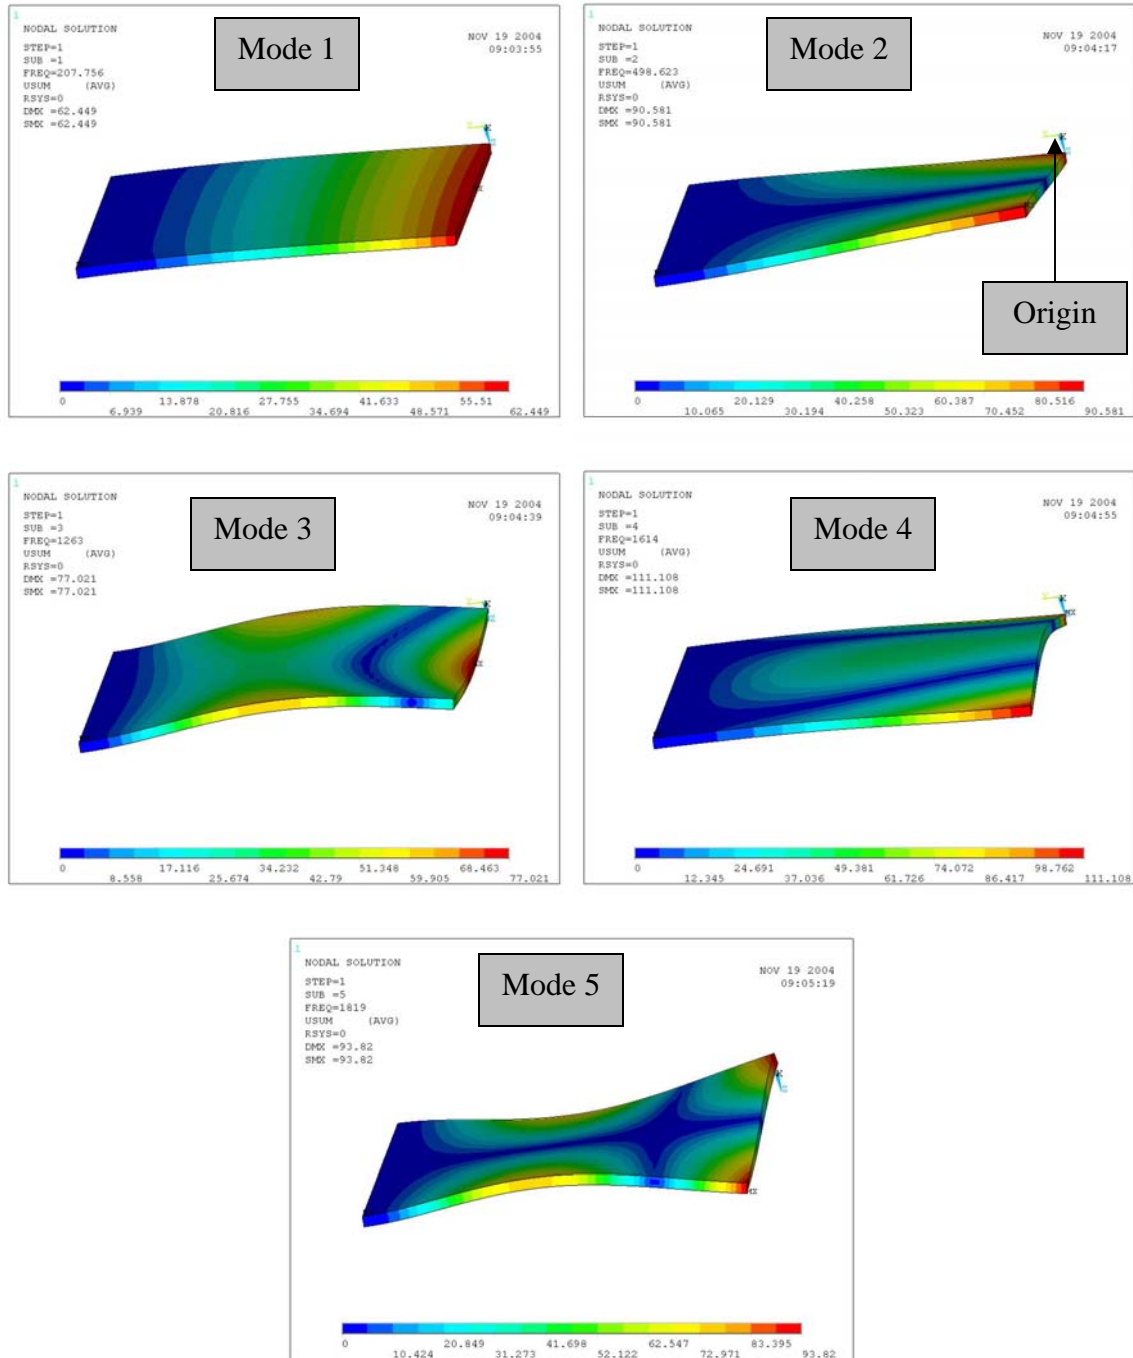 1
NODAL SOLUTION
STEP=1
SUB =1
FREQ=207.756
USUM (AVG)
RSYS=0
DMX =62.449
SMX =62.449
Mode 1
NOV 19 2004
09:03:55
0 13.878 27.755 41.633 55.51
6.939 20.816 34.694 48.571 62.449
1
NODAL SOLUTION
STEP=1
SUB =2
FREQ=498.623
USUM (AVG)
RSYS=0
DMX =90.581
SMX =90.581
Mode 2
NOV 19 2004
09:04:17
Origin
0 20.129 40.258 60.387 80.516
10.065 30.194 50.323 70.452 90.581
1
NODAL SOLUTION
STEP=1
SUB =3
FREQ=1263
USUM (AVG)
RSYS=0
DMX =77.021
SMX =77.021
Mode 3
NOV 19 2004
09:04:39
0 17.116 34.232 51.348 68.463
8.558 25.674 42.79 59.905 77.021
1
NODAL SOLUTION
STEP=1
SUB =4
FREQ=1614
USUM (AVG)
RSYS=0
DMX =111.108
SMX =111.108
Mode 4
NOV 19 2004
09:04:55
MX
0 24.691 49.381 74.072 98.762
12.345 37.036 61.726 86.417 111.108
1
NODAL SOLUTION
STEP=1
SUB =5
FREQ=1819
USUM (AVG)
RSYS=0
DMX =93.82
SMX =93.82
Mode 5
NOV 19 2004
09:05:19
MX
0 20.849 41.698 62.547 83.395
10.424 31.273 52.122 72.971 93.82